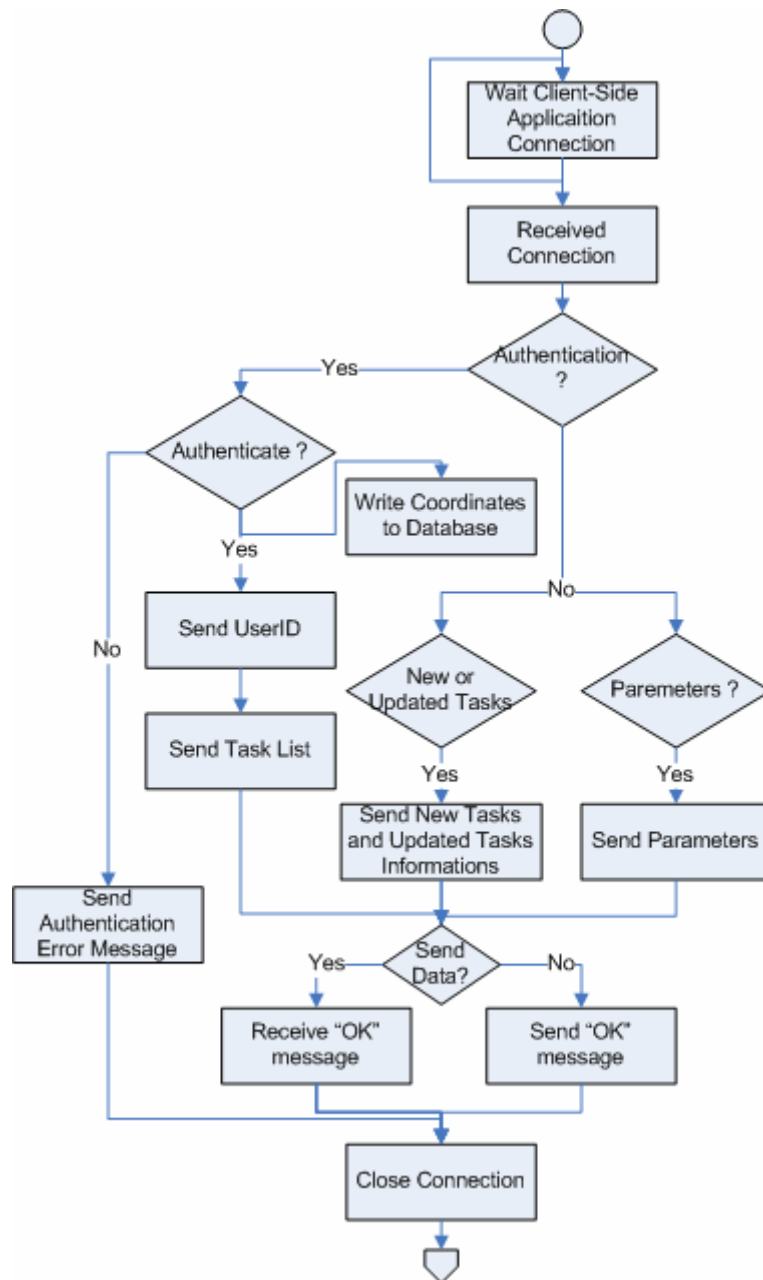 Wait Client-Side
Applicaition
Connection
Received
Connection
Authentication
?
Yes
Authenticate ?
Write Coordinates
to Database
Yes
No
Send UserID
No
New or
Updated Tasks
Paremeters ?
Send Task List
Yes
Yes
Send New Tasks
and Updated Tasks
Informations
Send Parameters
Send
Authentication
Error Message
Send
Data?
Yes
No
Receive “OK”
message
Send “OK”
message
Close Connection